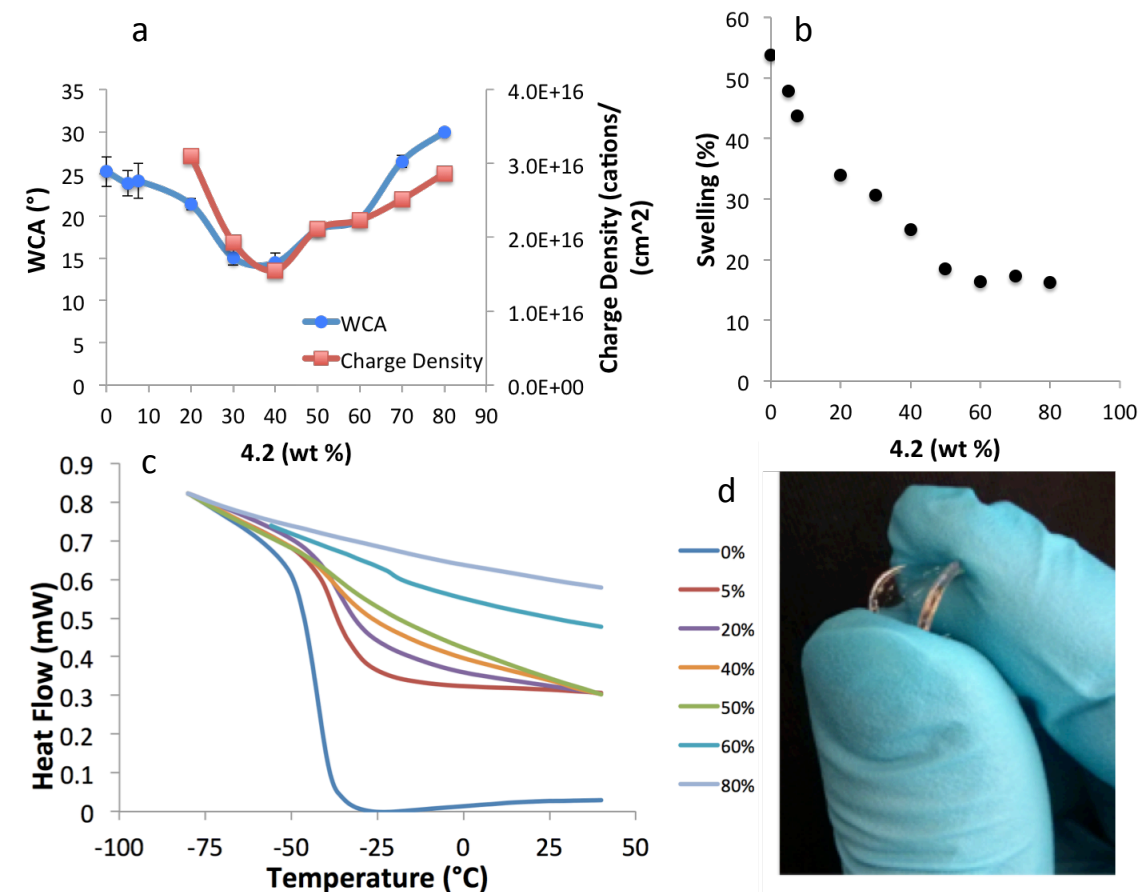 a
WCA (°)
35
30
25
20
15
10
5
0
0 10 20 30 40 50 60 70 80 90
4.2 (wt %)
4.0E+16
3.0E+16
2.0E+16
1.0E+16
0.0E+00
Charge Density (cations/
(cm^2))
WCA
Charge Density
b
Swelling (%)
60
50
40
30
20
10
0
0 20 40 60 80 100
4.2 (wt %)
c
Heat Flow (mW)
0.9
0.8
0.7
0.6
0.5
0.4
0.3
0.2
0.1
0
-100 -75 -50 -25 0 25 50
Temperature (°C)
0%
5%
20%
40%
50%
60%
80%
d